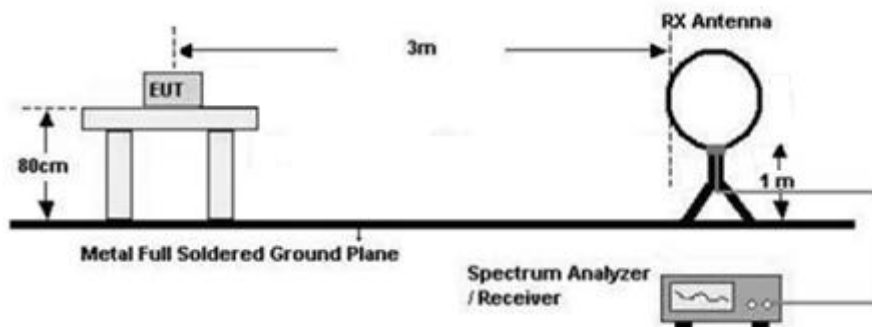 RX Antenna
3m
EUT
80cm
1 m
Metal Full Soldered Ground Plane
Spectrum Analyzer
/ Receiver